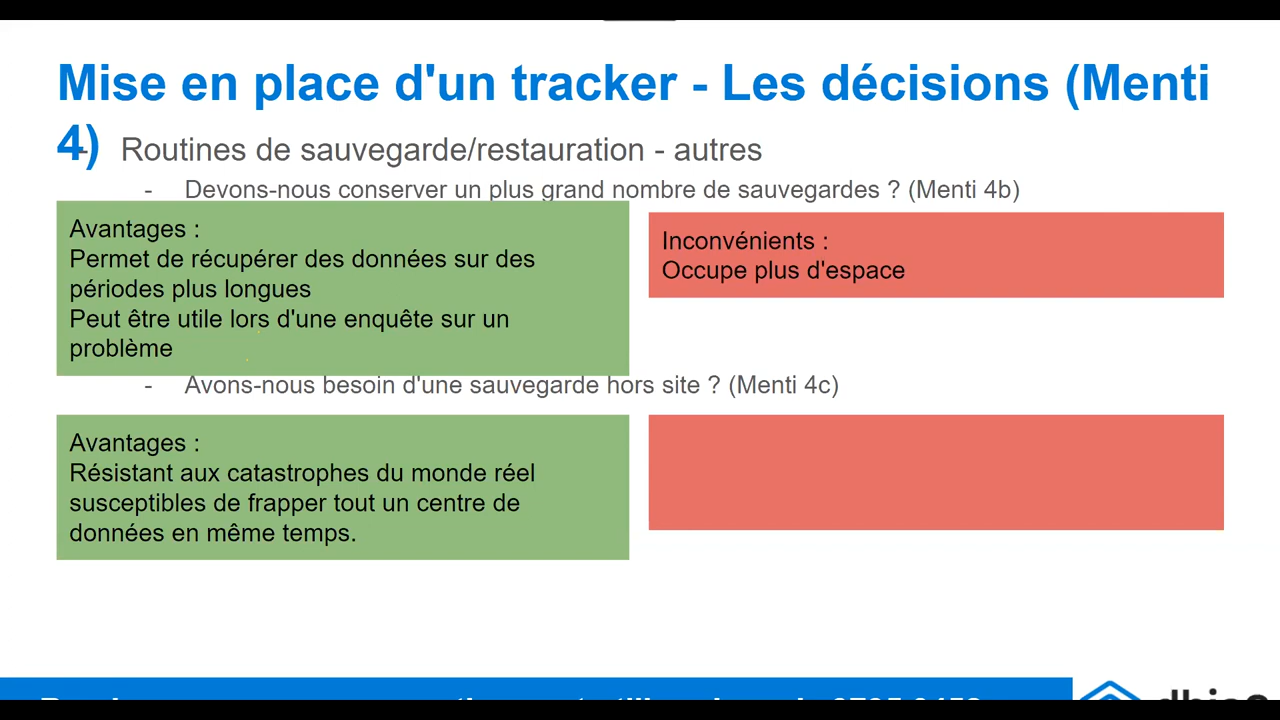 Mise en place d'un tracker - Les décisions (Menti
4) - Routines de sauvegarde/restauration - autres
- Devons-nous conserver un plus grand nombre de sauvegardes ? (Menti 4b)
Avantages :
Permet de récupérer des données sur des
périodes plus longues
Peut être utile lors d'une enquête sur un
problème
Inconvénients :
Occupe plus d'espace
- Avons-nous besoin d'une sauvegarde hors site ? (Menti 4c)
Avantages :
Résistant aux catastrophes du monde réel
susceptibles de frapper tout un centre de
données en même temps.